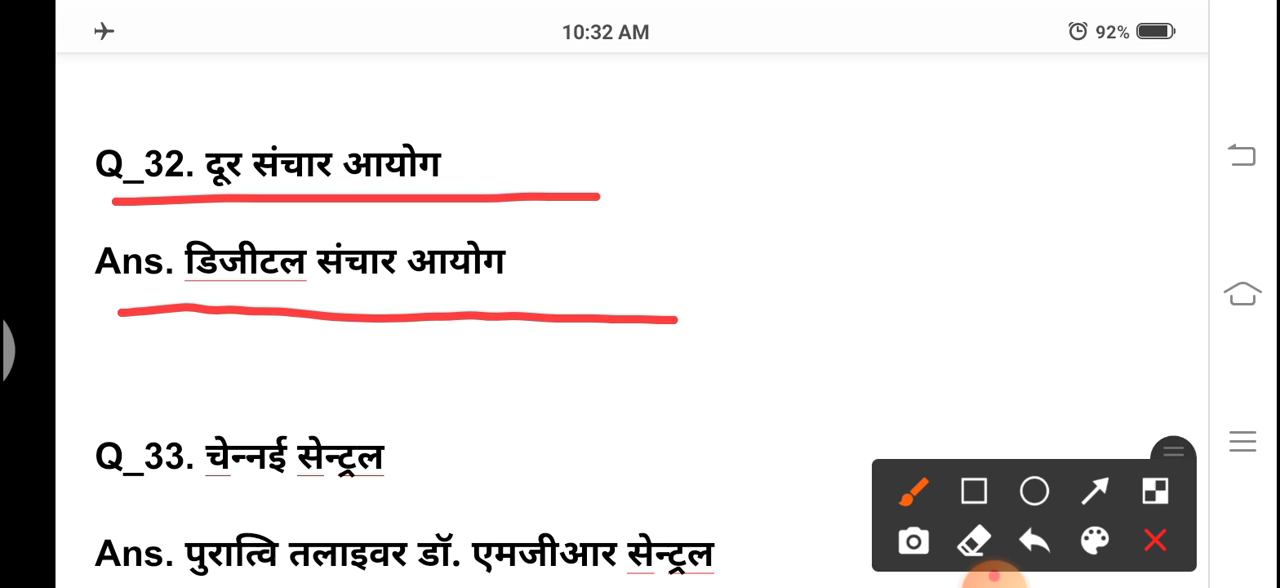 10:32 AM
92%
Q_32. दूर संचार आयोग
Ans. डिजीटल संचार आयोग
Q_33. चेन्नई सेन्ट्रल
Ans. पुरात्वि तलाइवर डॉ. एमजीआर सेन्ट्रल